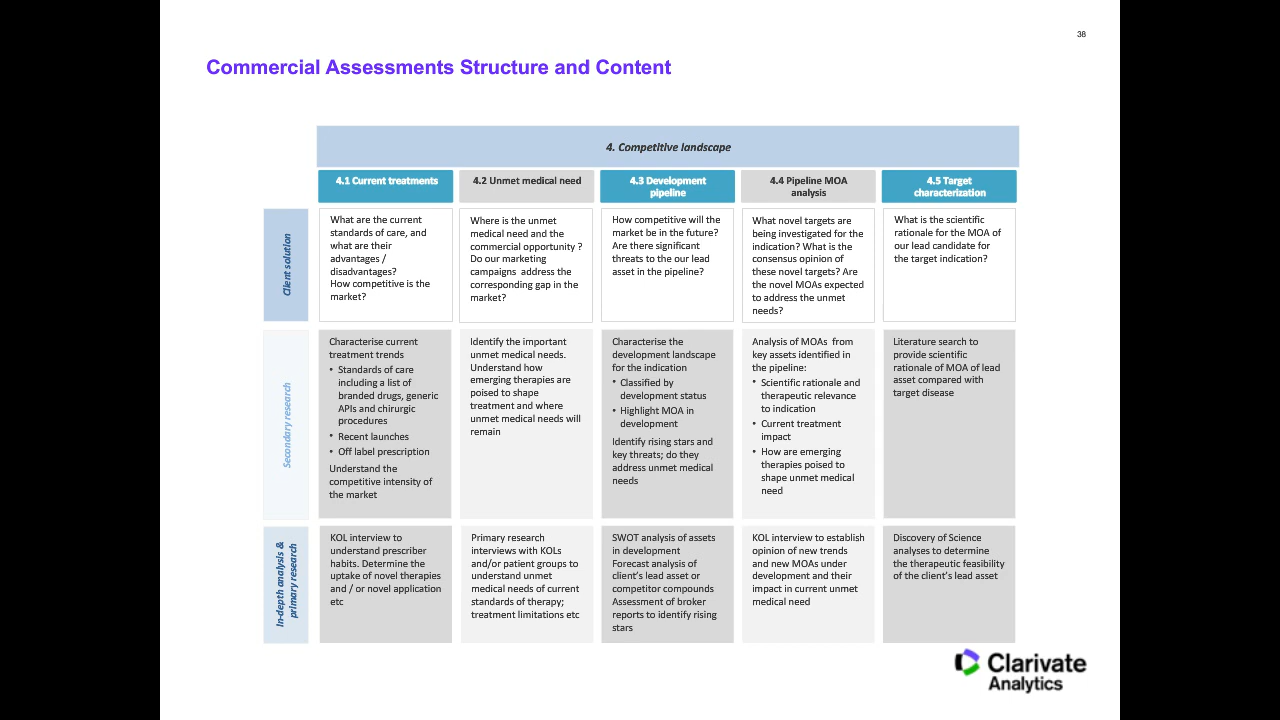 38
Commercial Assessments Structure and Content
4. Competitive landscape
4.1 Current treatments
4.2 Unmet medical need
4.3 Development
pipeline
4.4 Pipeline MOA
analysis
4.5 Target
characterization
Client solution
What are the current
standards of care, and
what are their
advantages /
disadvantages?
How competitive is the
market?
Where is the unmet
medical need and the
commercial opportunity ?
Do our marketing
campaigns address the
corresponding gap in the
market?
How competitive will the
market be in the future?
Are there significant
threats to the our lead
asset in the pipeline?
What novel targets are
being investigated for the
indication? What is the
consensus opinion of
these novel targets? Are
the novel MOAs expected
to address the unmet
needs?
What is the scientific
rationale for the MOA of
our lead candidate for
the target indication?
Secondary research
Characterise current
treatment trends
• Standards of care
including a list of
branded drugs, generic
APIs and chirurgic
procedures
• Recent launches
• Off label prescription
Understand the
competitive intensity of
the market
Identify the important
unmet medical needs.
Understand how
emerging therapies are
poised to shape
treatment and where
unmet medical needs will
remain
Characterise the
development landscape
for the indication
• Classified by
development status
• Highlight MOA in
development
Identify rising stars and
key threats; do they
address unmet medical
needs
Analysis of MOAs from
key assets identified in
the pipeline:
• Scientific rationale and
therapeutic relevance
to indication
• Current treatment
impact
• How are emerging
therapies poised to
shape unmet medical
need
Literature search to
provide scientific
rationale of MOA of lead
asset compared with
target disease
In-depth analysis &
primary research
KOL interview to
understand prescriber
habits. Determine the
uptake of novel therapies
and / or novel application
etc
Primary research
interviews with KOLs
and/or patient groups to
understand unmet
medical needs of current
standards of therapy;
treatment limitations etc
SWOT analysis of assets
in development
Forecast analysis of
client's lead asset or
competitor compounds
Assessment of broker
reports to identify rising
stars
KOL interview to establish
opinion of new trends
and new MOAs under
development and their
impact in current unmet
medical need
Discovery of Science
analyses to determine
the therapeutic feasibility
of the client's lead asset
Clarivate
Analytics